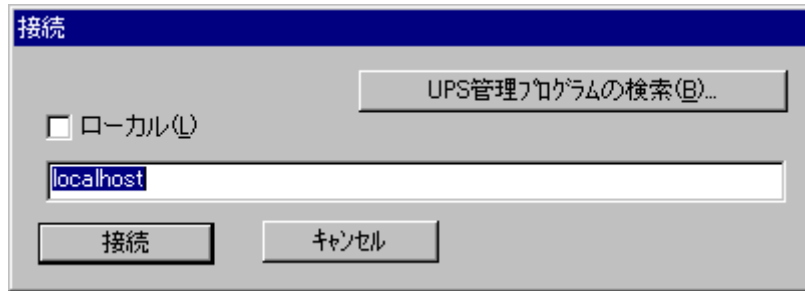 接続
UPS管理ﾌﾟﾛｸﾞﾗﾑの検索(B)...
ローカル(L)
localhost
接続
ｷｬﾝｾﾙ